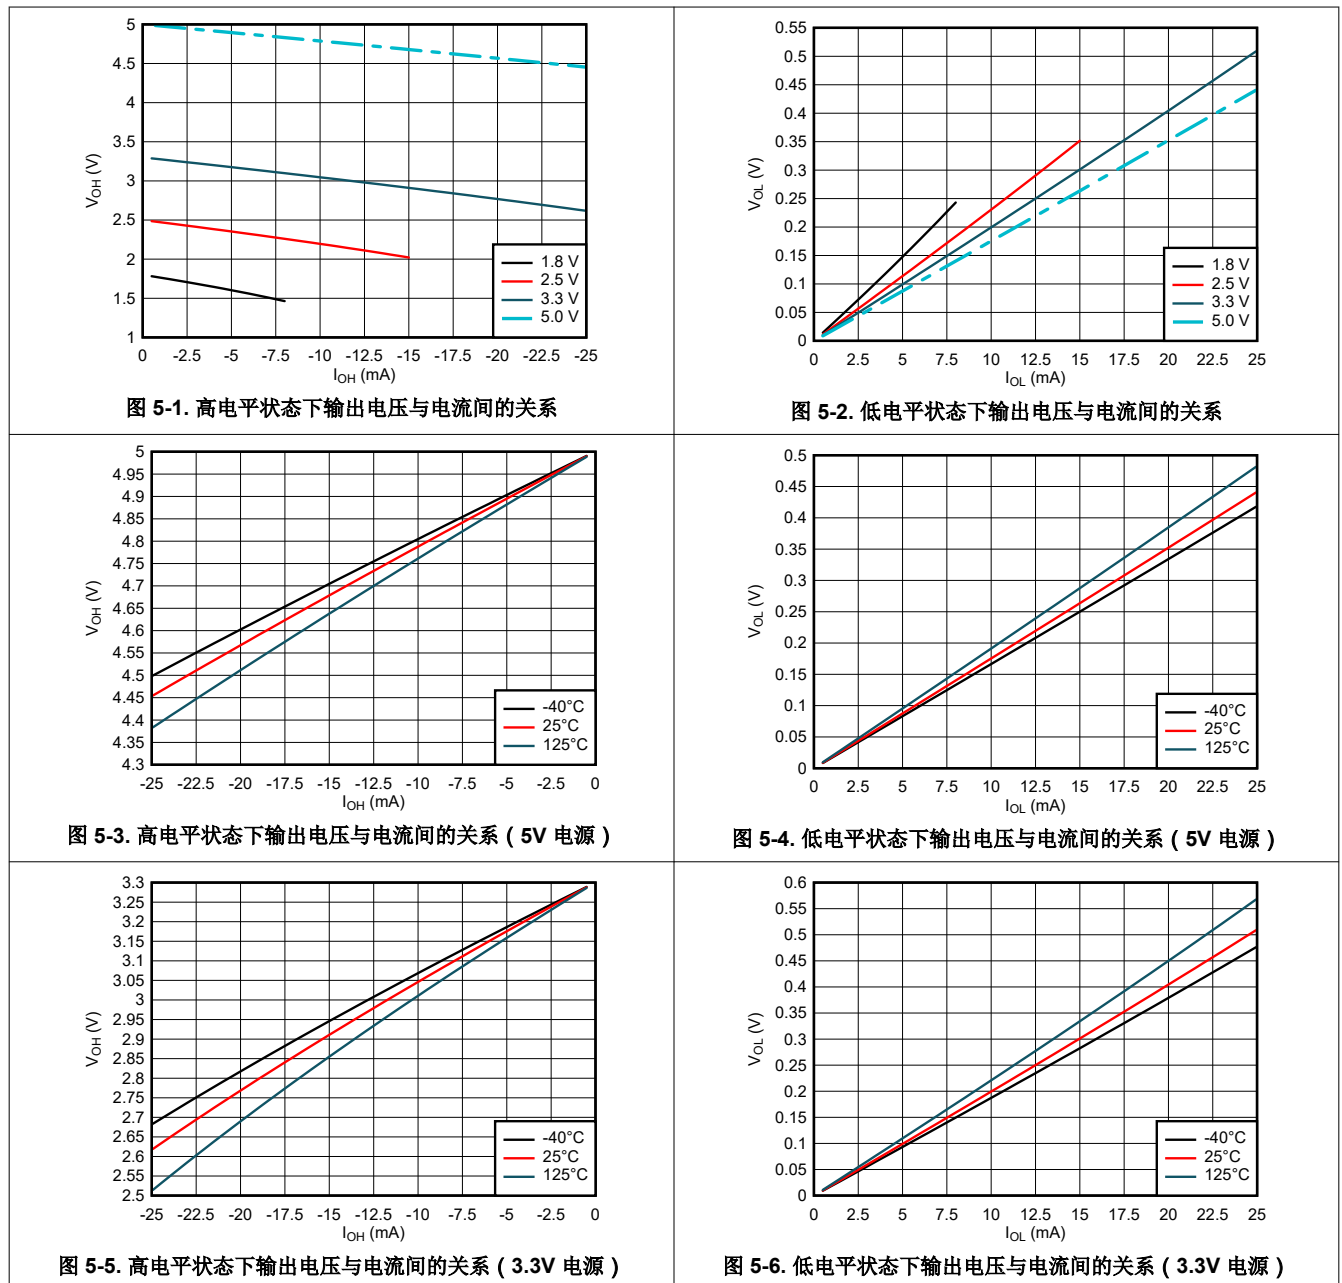 5
4.5
4
3.5
3
2.5
2
1.5
1
V_OH (V)
1.8 V
2.5 V
3.3 V
5.0 V
0 -2.5 -5 -7.5 -10 -12.5 -15 -17.5 -20 -22.5 -25
I_OH (mA)
图 5-1. 高电平状态下输出电压与电流间的关系
0.55
0.5
0.45
0.4
0.35
0.3
0.25
0.2
0.15
0.1
0.05
0
V_OL (V)
1.8 V
2.5 V
3.3 V
5.0 V
0 2.5 5 7.5 10 12.5 15 17.5 20 22.5 25
I_OL (mA)
图 5-2. 低电平状态下输出电压与电流间的关系
5
4.95
4.9
4.85
4.8
4.75
4.7
4.65
4.6
4.55
4.5
4.45
4.4
4.35
4.3
V_OH (V)
-40°C
25°C
125°C
-25 -22.5 -20 -17.5 -15 -12.5 -10 -7.5 -5 -2.5 0
I_OH (mA)
图 5-3. 高电平状态下输出电压与电流间的关系（5V 电源）
0.5
0.45
0.4
0.35
0.3
0.25
0.2
0.15
0.1
0.05
0
V_OL (V)
-40°C
25°C
125°C
0 2.5 5 7.5 10 12.5 15 17.5 20 22.5 25
I_OL (mA)
图 5-4. 低电平状态下输出电压与电流间的关系（5V 电源）
3.3
3.25
3.2
3.15
3.1
3.05
3
2.95
2.9
2.85
2.8
2.75
2.7
2.65
2.6
2.55
2.5
V_OH (V)
-40°C
25°C
125°C
-25 -22.5 -20 -17.5 -15 -12.5 -10 -7.5 -5 -2.5 0
I_OH (mA)
图 5-5. 高电平状态下输出电压与电流间的关系（3.3V 电源）
0.6
0.55
0.5
0.45
0.4
0.35
0.3
0.25
0.2
0.15
0.1
0.05
0
V_OL (V)
-40°C
25°C
125°C
0 2.5 5 7.5 10 12.5 15 17.5 20 22.5 25
I_OL (mA)
图 5-6. 低电平状态下输出电压与电流间的关系（3.3V 电源）